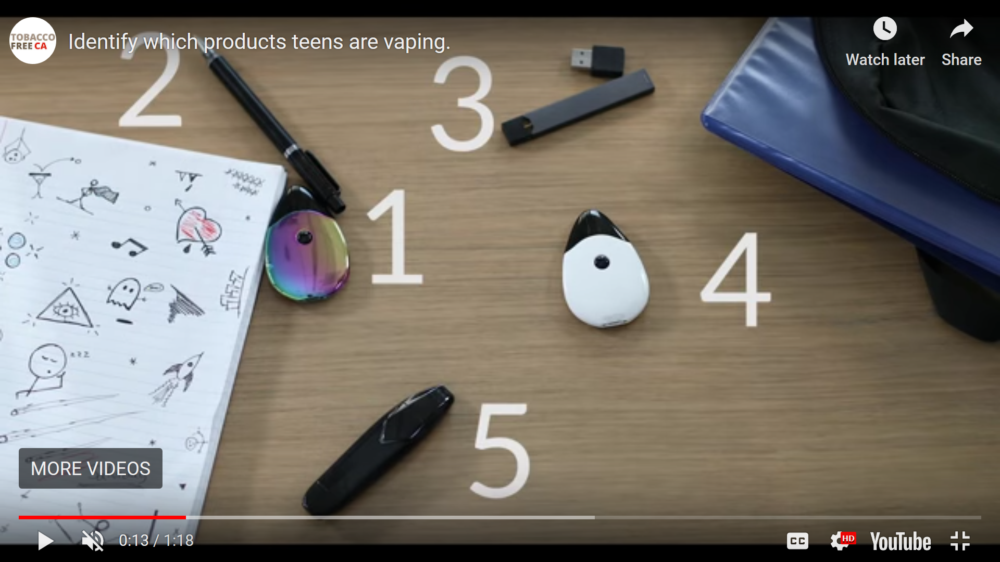 TOBACCO
FREE CA
Identify which products teens are vaping.
Watch later
Share
2
3
1
4
5
zzz
MORE VIDEOS
0:13 / 1:18
CC
HD
YouTube